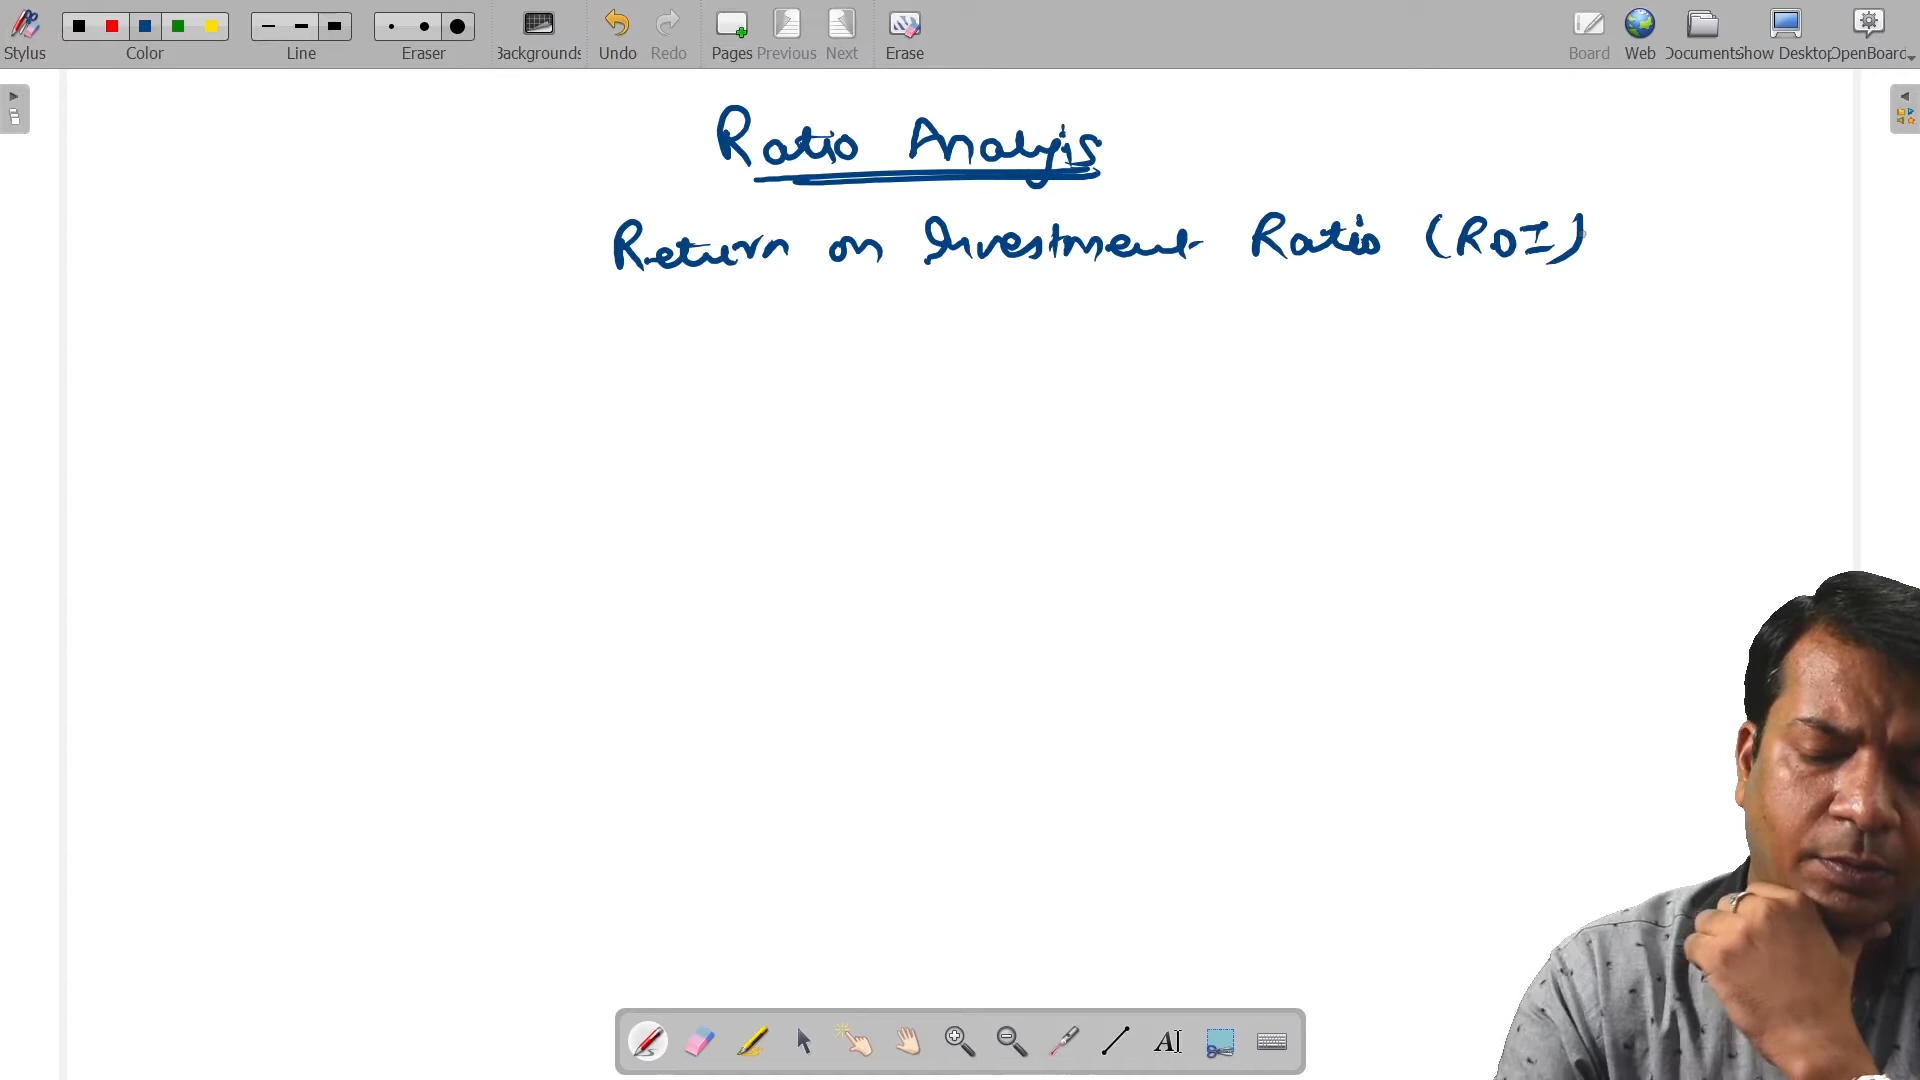 Stylus Color Line Eraser Backgrounds Undo Redo Pages Previous Next Erase Board Web Documents Show Desktop OpenBoard
Ratio Analysis
Return on Investment Ratio (ROI)